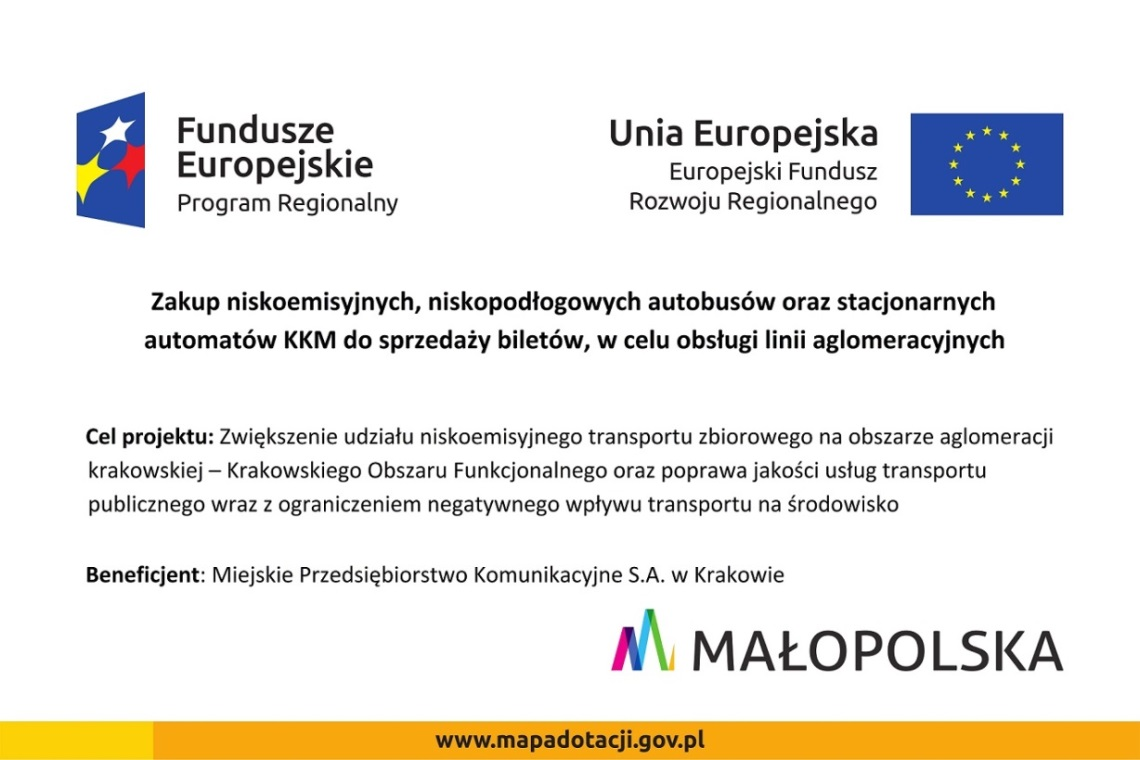 Fundusze
Europejskie
Program Regionalny
Unia Europejska
Europejski Fundusz
Rozwoju Regionalnego
Zakup niskoemisyjnych, niskopodłogowych autobusów oraz stacjonarnych
automatów KKM do sprzedaży biletów, w celu obsługi linii aglomeracyjnych
Cel projektu: Zwiększenie udziału niskoemisyjnego transportu zbiorowego na obszarze aglomeracji
krakowskiej – Krakowskiego Obszaru Funkcjonalnego oraz poprawa jakości usług transportu
publicznego wraz z ograniczeniem negatywnego wpływu transportu na środowisko
Beneficjent: Miejskie Przedsiębiorstwo Komunikacyjne S.A. w Krakowie
MAŁOPOLSKA
www.mapadotacji.gov.pl